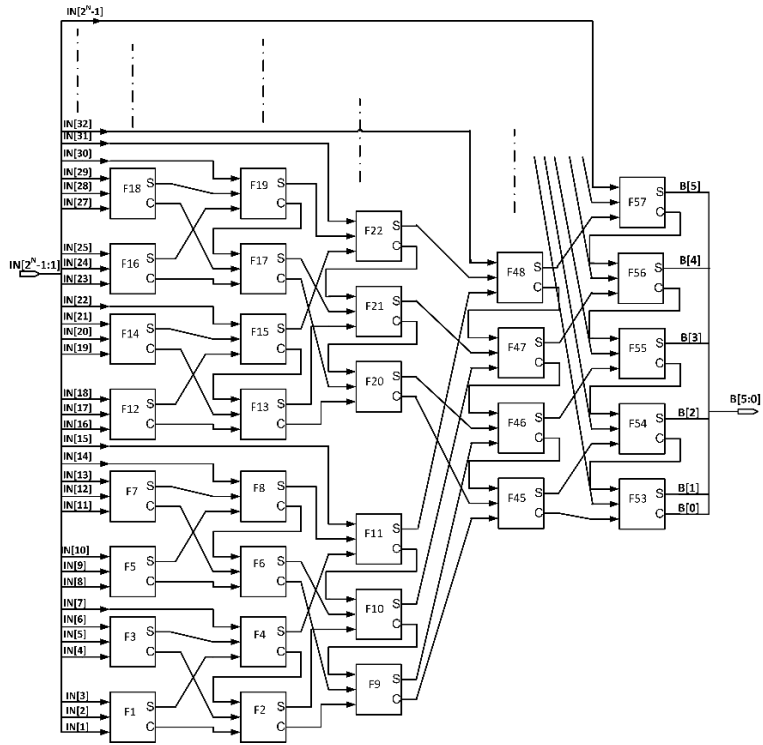 IN[2^N-1]
IN[32]
IN[31]
IN[30]
IN[29]
IN[28]
IN[27]
IN[25]
IN[24]
IN[23]
IN[22]
IN[21]
IN[20]
IN[19]
IN[18]
IN[17]
IN[16]
IN[15]
IN[14]
IN[13]
IN[12]
IN[11]
IN[10]
IN[9]
IN[8]
IN[7]
IN[6]
IN[5]
IN[4]
IN[3]
IN[2]
IN[1]
IN[2^N-1:1]
F18 S C
F16 S C
F14 S C
F12 S C
F7 S C
F5 S C
F3 S C
F1 S C
F19 S C
F17 S C
F15 S C
F13 S C
F8 S C
F6 S C
F4 S C
F2 S C
F22 S C
F21 S C
F20 S C
F11 S C
F10 S C
F9 S C
F48 S C
F47 S C
F46 S C
F45 S C
F57 S C
F56 S C
F55 S C
F54 S C
F53 S C
B[5]
B[4]
B[3]
B[2]
B[1]
B[0]
B[5:0]